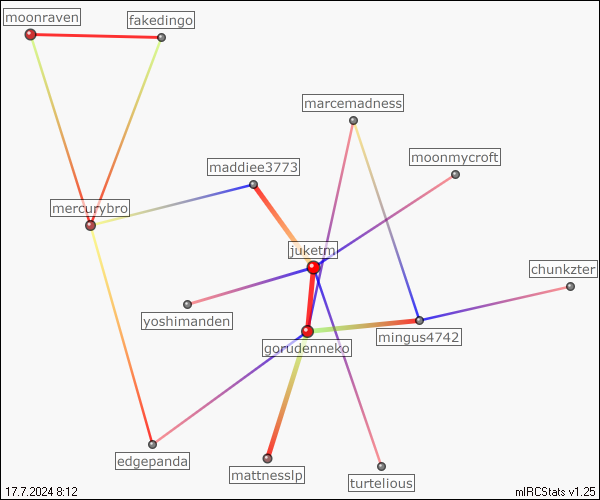 moonraven
fakedingo
marcemadness
moonmycroft
maddiee3773
mercurybro
juketm
chunkzter
yoshimanden
mingus4742
gorudenneko
edgepanda
mattnesslp
turtelious
17.7.2024 8:12
mIRCStats v1.25